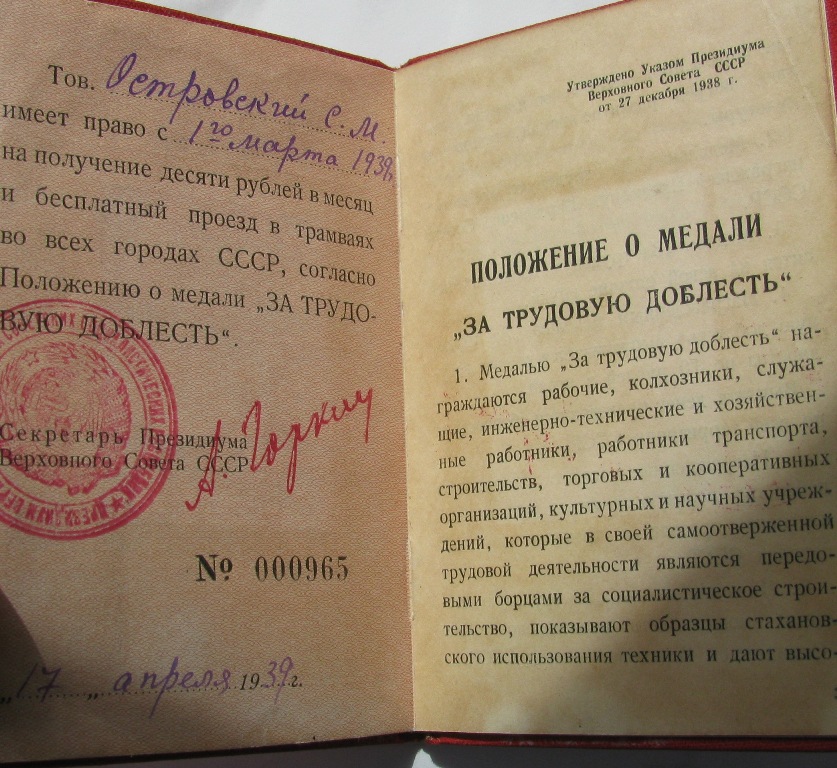 Тов. Островский С. М.
имеет право с 1го марта 1939г.
на получение десяти рублей в месяц
и бесплатный проезд в трамваях
во всех городах СССР, согласно
Положению о медали „ЗА ТРУДО-
ВУЮ ДОБЛЕСТЬ“.
Секретарь Президиума
Верховного Совета СССР
А. Горкин
№ 000965
„17„ апреля 1939г.
Утверждено Указом Президиума
Верховного Совета СССР
от 27 декабря 1938 г.
ПОЛОЖЕНИЕ О МЕДАЛИ
„ЗА ТРУДОВУЮ ДОБЛЕСТЬ“
1. Медалью „За трудовую доблесть“ на-
граждаются рабочие, колхозники, служа-
щие, инженерно-технические и хозяйствен-
ные работники, работники транспорта,
строительств, торговых и кооперативных
организаций, культурных и научных учреж-
дений, которые в своей самоотверженной
трудовой деятельности являются передо-
выми борцами за социалистическое строи-
тельство, показывают образцы стаханов-
ского использования техники и дают высо-